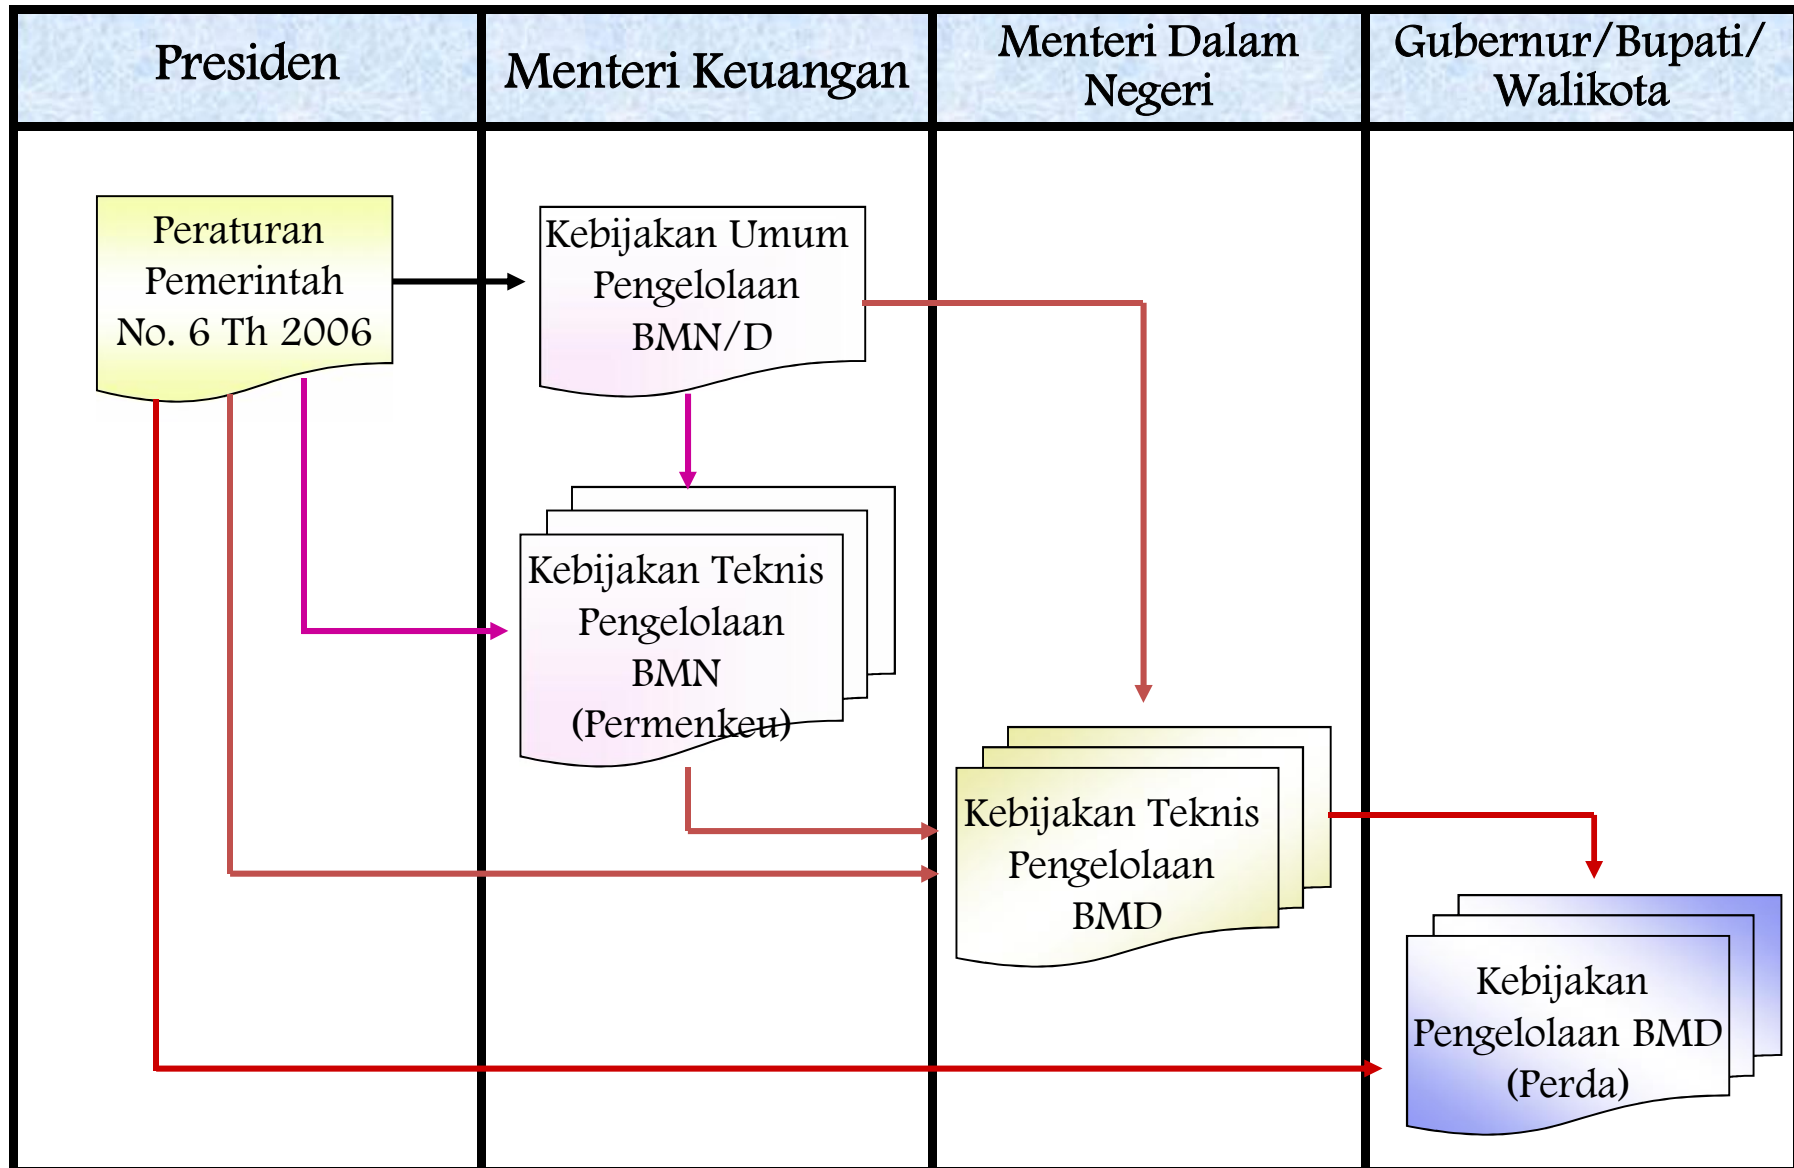 Presiden
Menteri Keuangan
Menteri Dalam
Negeri
Gubernur/Bupati/
Walikota
Peraturan
Pemerintah
No. 6 Th 2006
Kebijakan Umum
Pengelolaan
BMN/D
Kebijakan Teknis
Pengelolaan
BMN
(Permenkeu)
Kebijakan Teknis
Pengelolaan
BMD
Kebijakan
Pengelolaan BMD
(Perda)